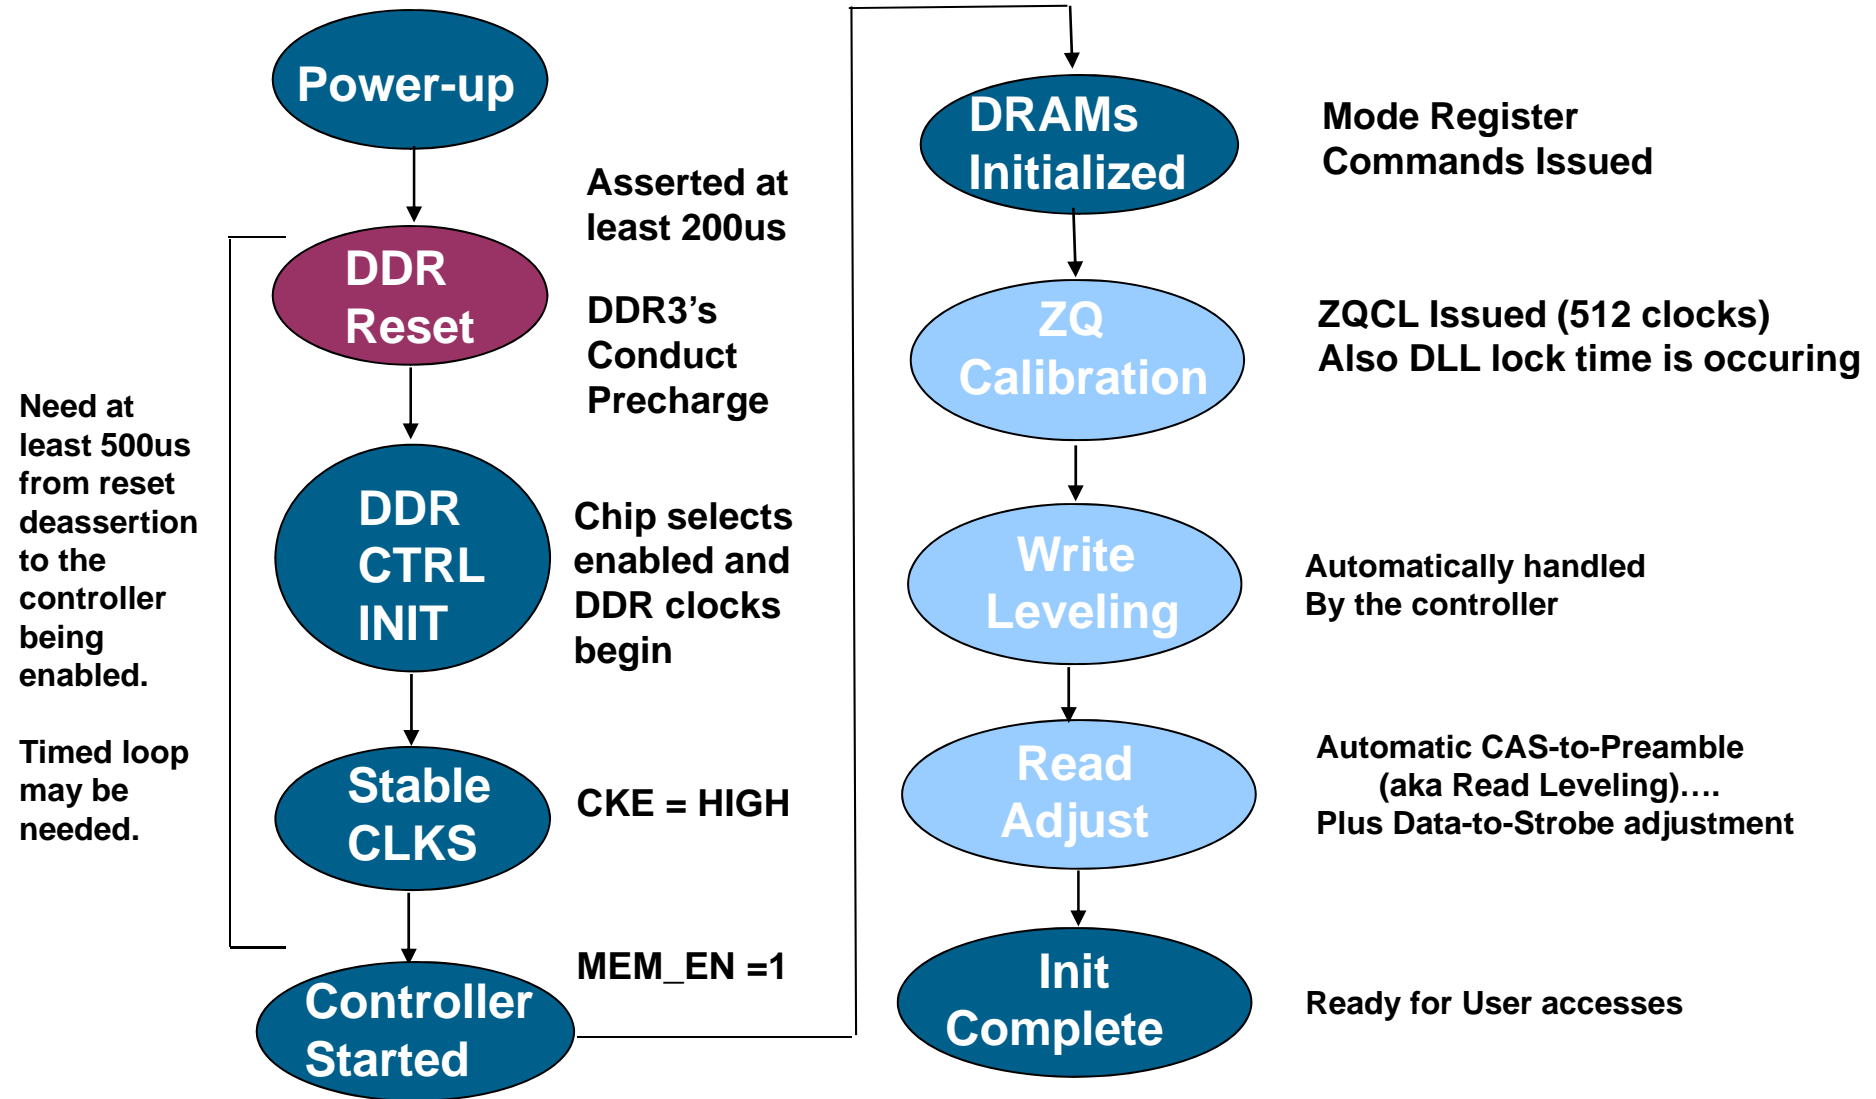 Power-up
Asserted at
least 200us
DDR
Reset
DDR3’s
Conduct
Precharge
Need at
least 500us
from reset
deassertion
to the
controller
being
enabled.
Timed loop
may be
needed.
DDR
CTRL
INIT
Chip selects
enabled and
DDR clocks
begin
Stable
CLKS
CKE = HIGH
MEM_EN =1
Controller
Started
DRAMs
Initialized
Mode Register
Commands Issued
ZQ
Calibration
ZQCL Issued (512 clocks)
Also DLL lock time is occuring
Write
Leveling
Automatically handled
By the controller
Read
Adjust
Automatic CAS-to-Preamble
(aka Read Leveling)….
Plus Data-to-Strobe adjustment
Init
Complete
Ready for User accesses